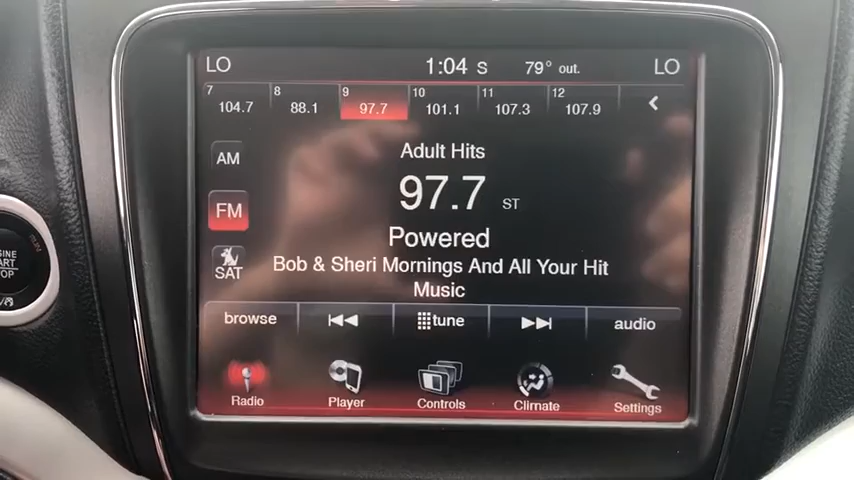 LO 1:04 S 79° out. LO
7 8 9 10 11 12
104.7 88.1 97.7 101.1 107.3 107.9
AM
Adult Hits
FM
97.7 ST
Powered
SAT
Bob & Sheri Mornings And All Your Hit
Music
browse tune audio
Radio Player Controls Climate Settings
START